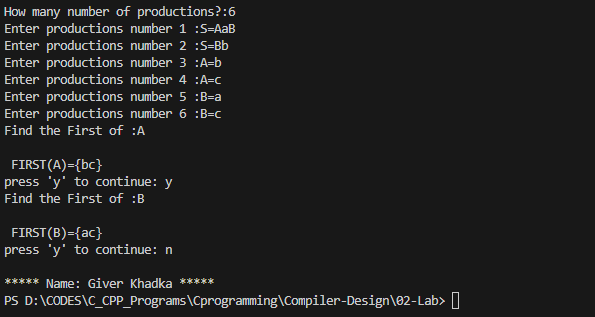 How many number of productions?:6
Enter productions number 1 :S=AaB
Enter productions number 2 :S=Bb
Enter productions number 3 :A=b
Enter productions number 4 :A=c
Enter productions number 5 :B=a
Enter productions number 6 :B=c
Find the First of :A
FIRST(A)={bc}
press 'y' to continue: y
Find the First of :B
FIRST(B)={ac}
press 'y' to continue: n
***** Name: Giver Khadka *****
PS D:\CODES\C_CPP_Programs\Cprogramming\Compiler-Design\02-Lab>